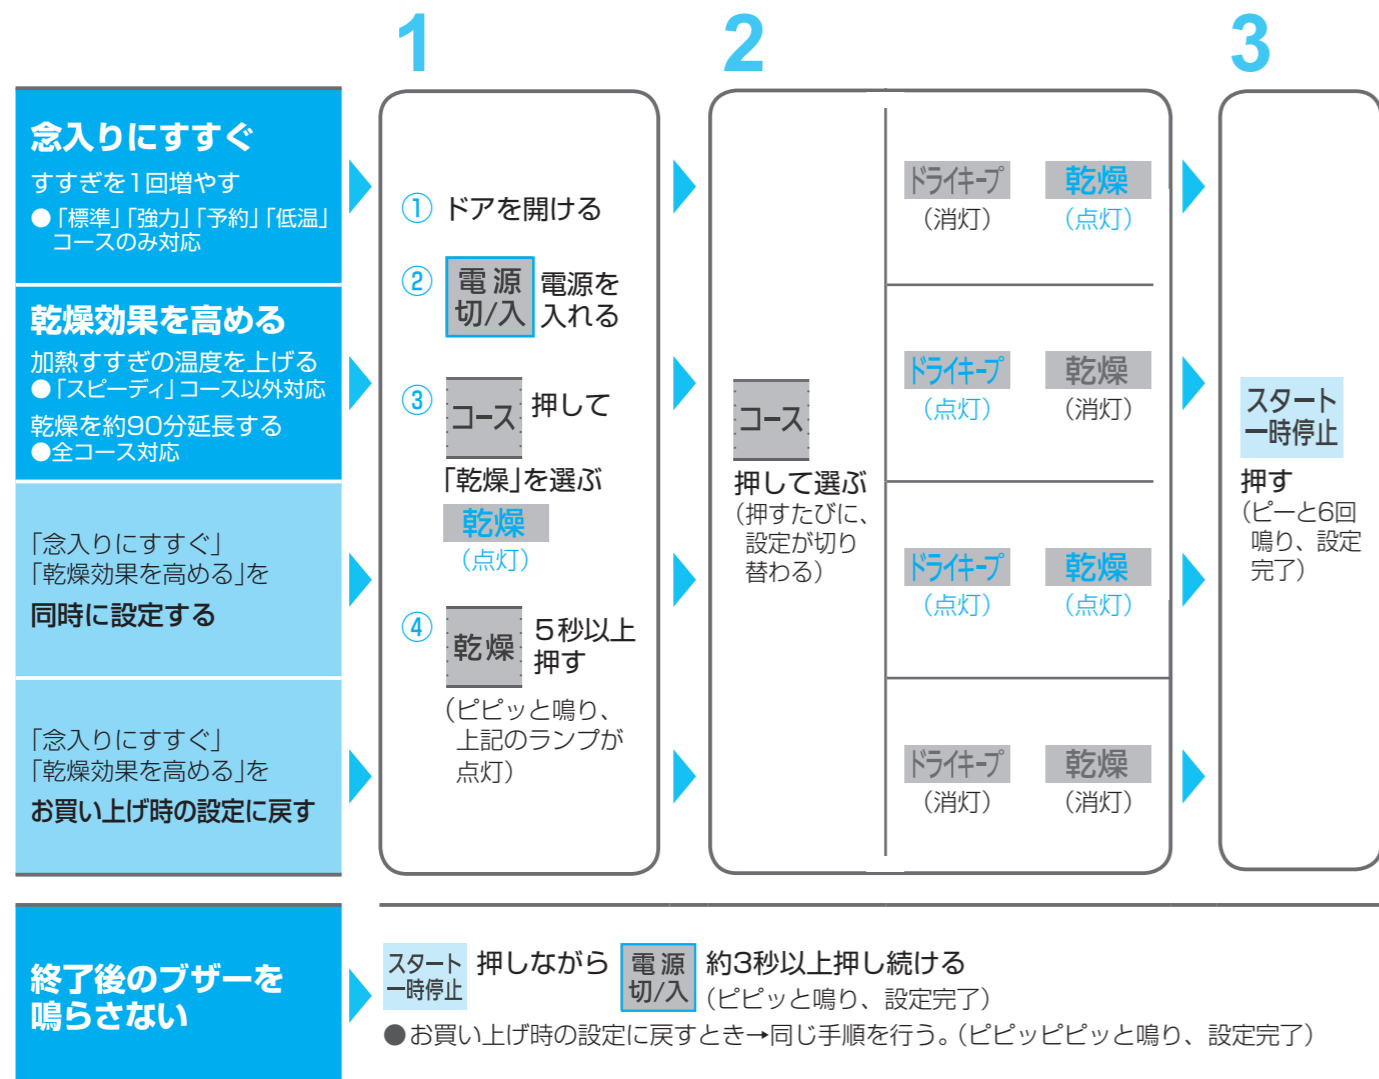 1
2
3
念入りにすすぐ
すすぎを1回増やす
●「標準」「強力」「予約」「低温」
コースのみ対応
乾燥効果を高める
加熱すすぎの温度を上げる
●「スピーディ」コース以外対応
乾燥を約90分延長する
●全コース対応
「念入りにすすぐ」
「乾燥効果を高める」を
同時に設定する
「念入りにすすぐ」
「乾燥効果を高める」を
お買い上げ時の設定に戻す
① ドアを開ける
② 電源
切/入
電源を
入れる
③ コース 押して
「乾燥」を選ぶ
乾燥
(点灯)
④ 乾燥 5秒以上
押す
(ピピッと鳴り、
上記のランプが
点灯)
コース
押して選ぶ
(押すたびに、
設定が切り
替わる)
ドライキープ 乾燥
(消灯) (点灯)
ドライキープ 乾燥
(点灯) (消灯)
ドライキープ 乾燥
(点灯) (点灯)
ドライキープ 乾燥
(消灯) (消灯)
スタート
一時停止
押す
(ピーと6回
鳴り、設定
完了)
終了後のブザーを
鳴らさない
スタート
一時停止
押しながら
電源
切/入
約3秒以上押し続ける
(ピピッと鳴り、設定完了)
●お買い上げ時の設定に戻すとき→同じ手順を行う。(ピピッピピッと鳴り、設定完了)